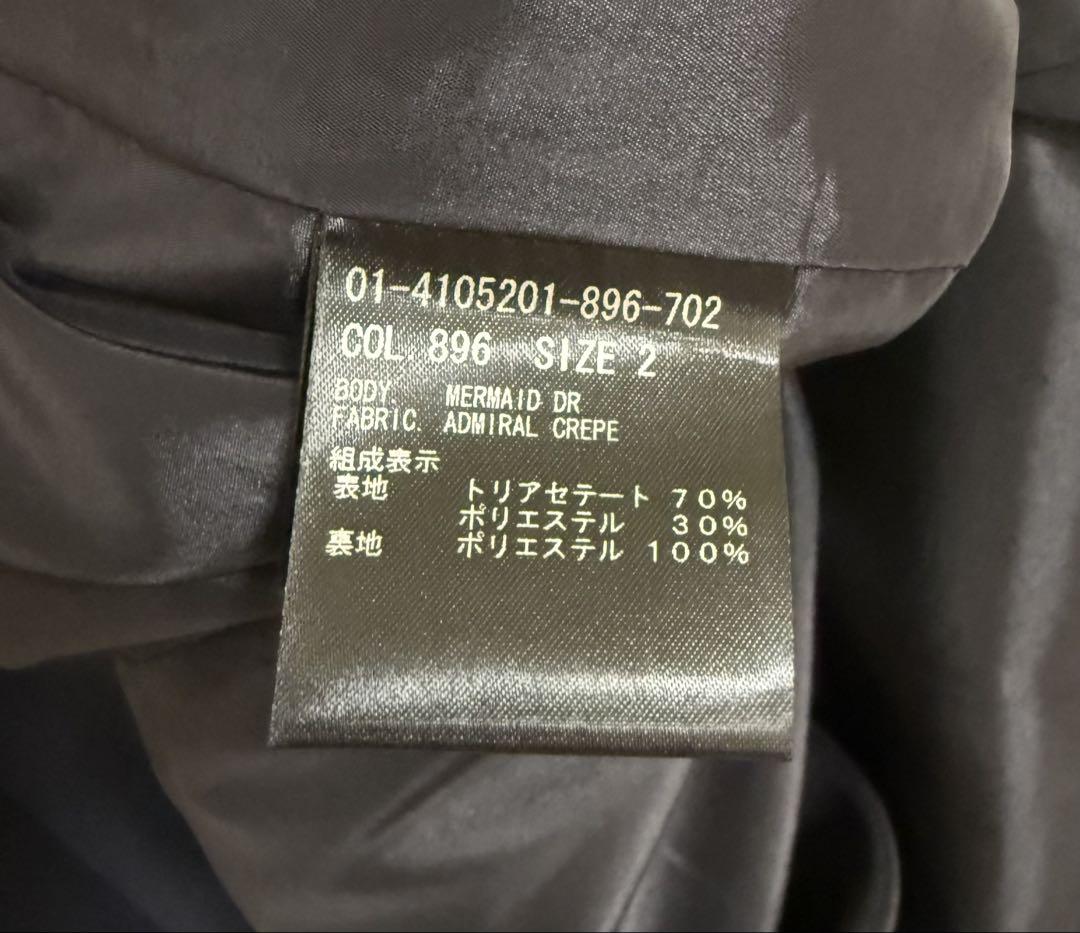 01-4105201-896-702
COL. 896 SIZE 2
BODY. MERMAID DR
FABRIC. ADMIRAL CREPE
組成表示
表地 トリアセテート 70%
ポリエステル 30%
裏地 ポリエステル 100%